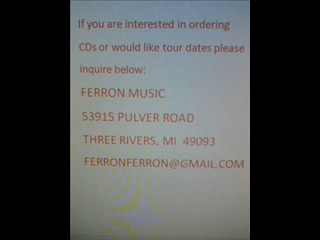 If you are interested in ordering
CDs or would like tour dates please
inquire below:
FERRON MUSIC
53915 PULVER ROAD
THREE RIVERS, MI 49093
FERRONFERRON@GMAIL.COM